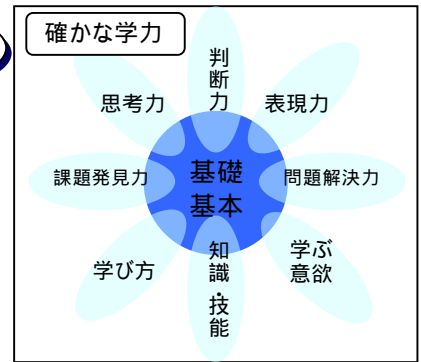 確かな学力
判断力
思考力
表現力
課題発見力
基礎
基本
問題解決力
学び方
知識・技能
学ぶ
意欲